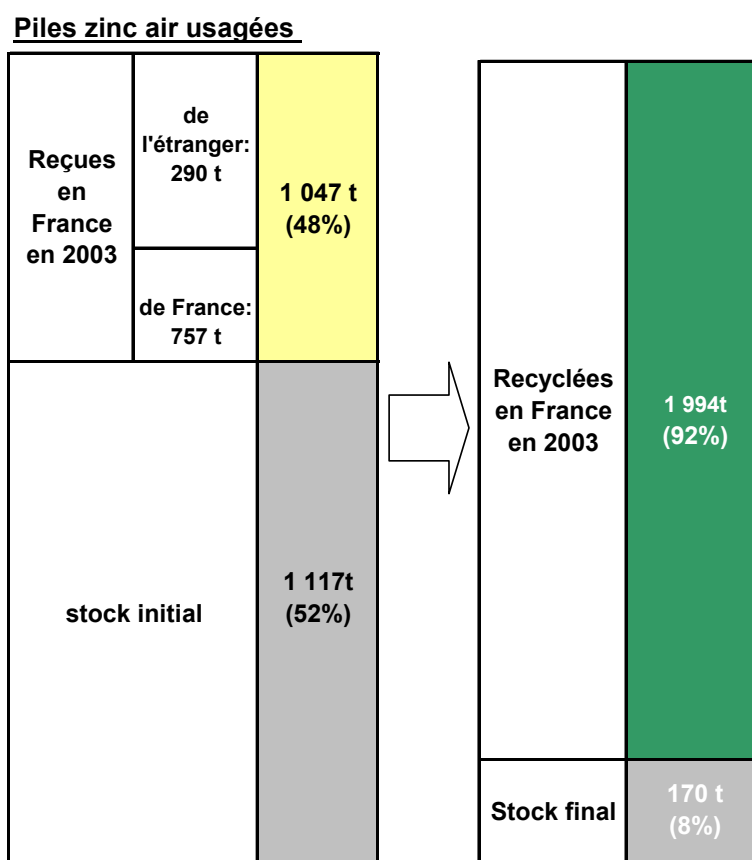 Piles zinc air usagées
Reçues
en
France
en 2003
de
l'étranger:
290 t
de France:
757 t
1 047 t
(48%)
stock initial
1 117t
(52%)
Recyclées
en France
en 2003
1 994t
(92%)
Stock final
170 t
(8%)